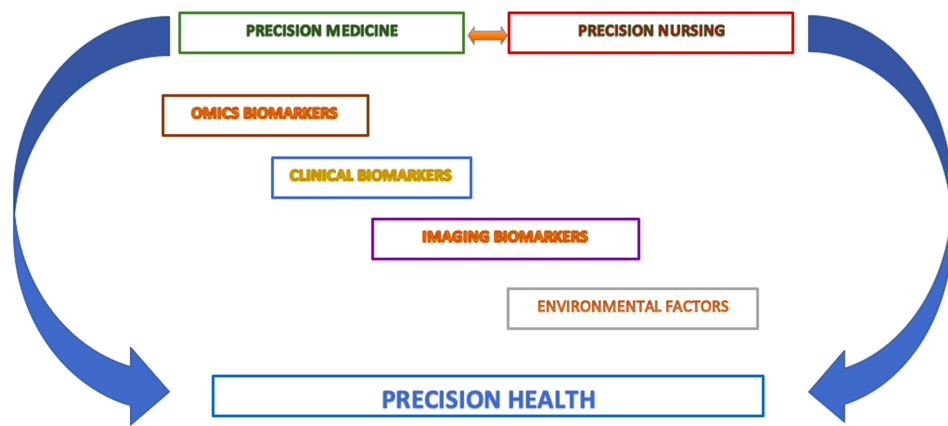 PRECISION MEDICINE
PRECISION NURSING
OMICS BIOMARKERS
CLINICAL BIOMARKERS
IMAGING BIOMARKERS
ENVIRONMENTAL FACTORS
PRECISION HEALTH